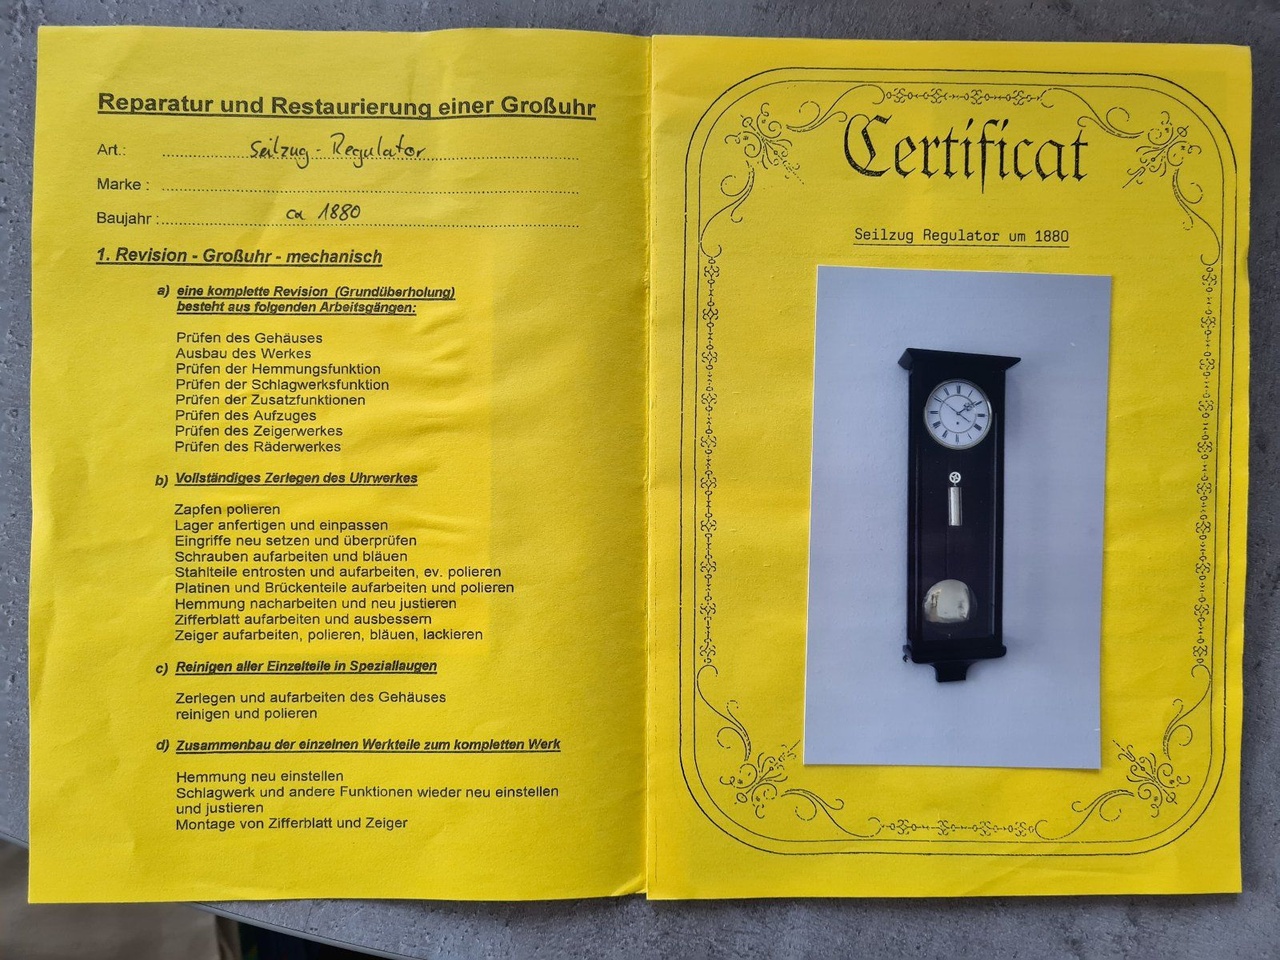 Reparatur und Restaurierung einer Großuhr
Art.: Seilzug - Regulator
Marke :
Baujahr : ca 1880
1. Revision - Großuhr - mechanisch
a) eine komplette Revision (Grundüberholung)
besteht aus folgenden Arbeitsgängen:
Prüfen des Gehäuses
Ausbau des Werkes
Prüfen der Hemmungsfunktion
Prüfen der Schlagwerksfunktion
Prüfen der Zusatzfunktionen
Prüfen des Aufzuges
Prüfen des Zeigerwerkes
Prüfen des Räderwerkes
b) Vollständiges Zerlegen des Uhrwerkes
Zapfen polieren
Lager anfertigen und einpassen
Eingriffe neu setzen und überprüfen
Schrauben aufarbeiten und bläuen
Stahlteile entrosten und aufarbeiten, ev. polieren
Platinen und Brückenteile aufarbeiten und polieren
Hemmung nacharbeiten und neu justieren
Zifferblatt aufarbeiten und ausbessern
Zeiger aufarbeiten, polieren, bläuen, lackieren
c) Reinigen aller Einzelteile in Speziallaugen
Zerlegen und aufarbeiten des Gehäuses
reinigen und polieren
d) Zusammenbau der einzelnen Werkteile zum kompletten Werk
Hemmung neu einstellen
Schlagwerk und andere Funktionen wieder neu einstellen
und justieren
Montage von Zifferblatt und Zeiger
Certificat
Seilzug Regulator um 1880